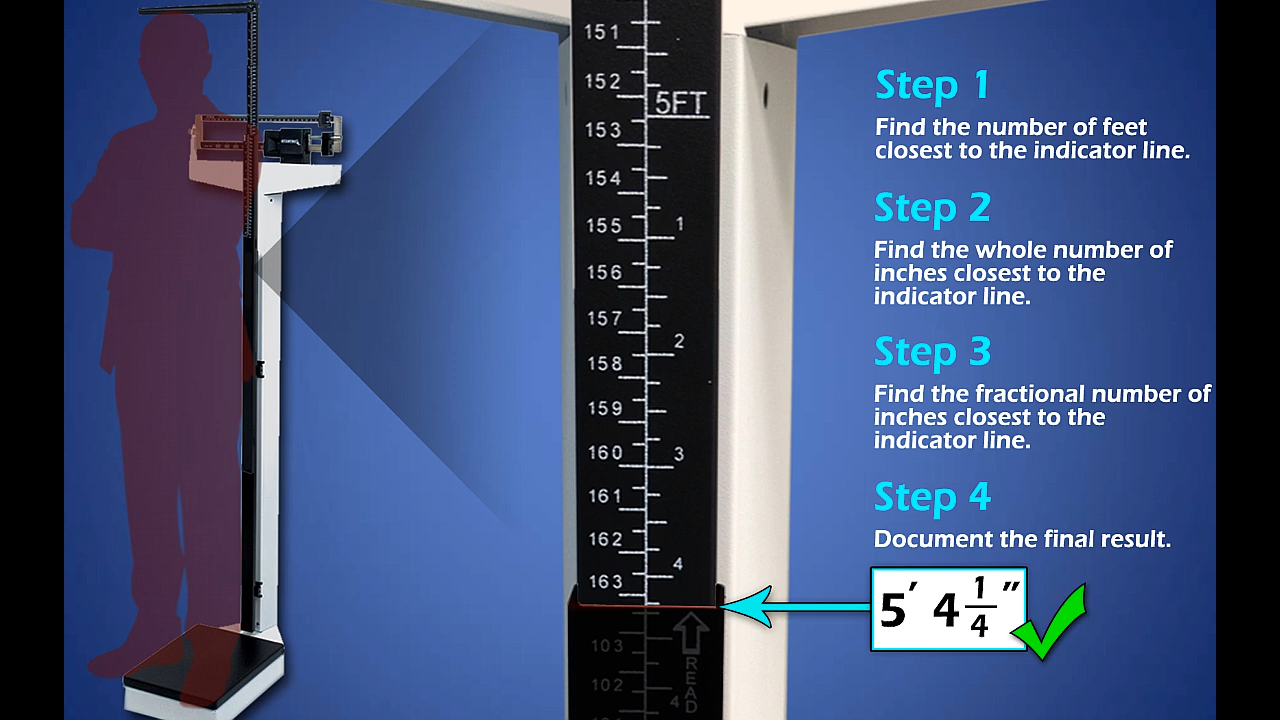 151
152
5FT
153
154
155
1
156
157
2
158
159
160
3
161
162
4
163
103
102
4
READ
Step 1
Find the number of feet
closest to the indicator line.
Step 2
Find the whole number of
inches closest to the
indicator line.
Step 3
Find the fractional number of
inches closest to the
indicator line.
Step 4
Document the final result.
5′ 4 1/4″